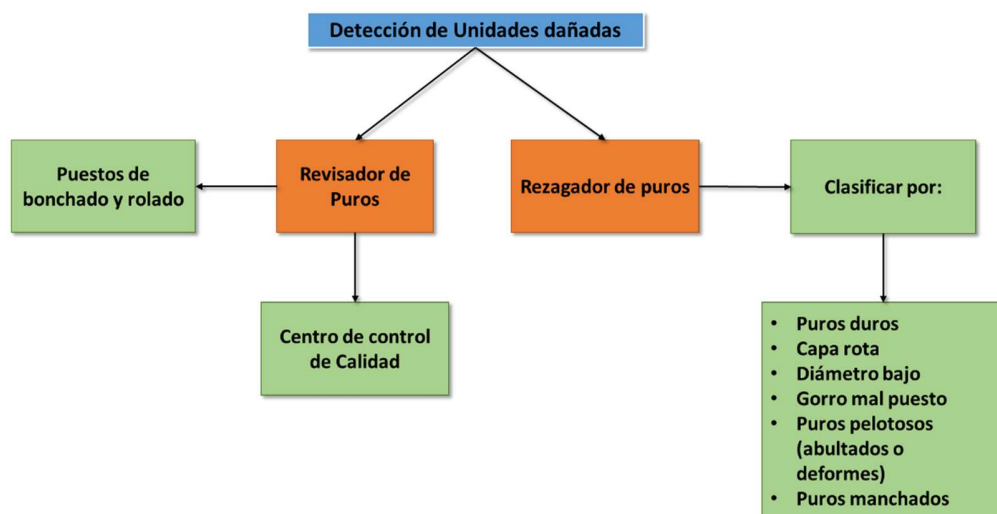 Detección de Unidades dañadas
Puestos de
bonchado y rolado
Revisador de
Puros
Rezagador de puros
Clasificar por:
Centro de control
de Calidad
• Puros duros
• Capa rota
• Diámetro bajo
• Gorro mal puesto
• Puros pelotosos
(abultados o
deformes)
• Puros manchados